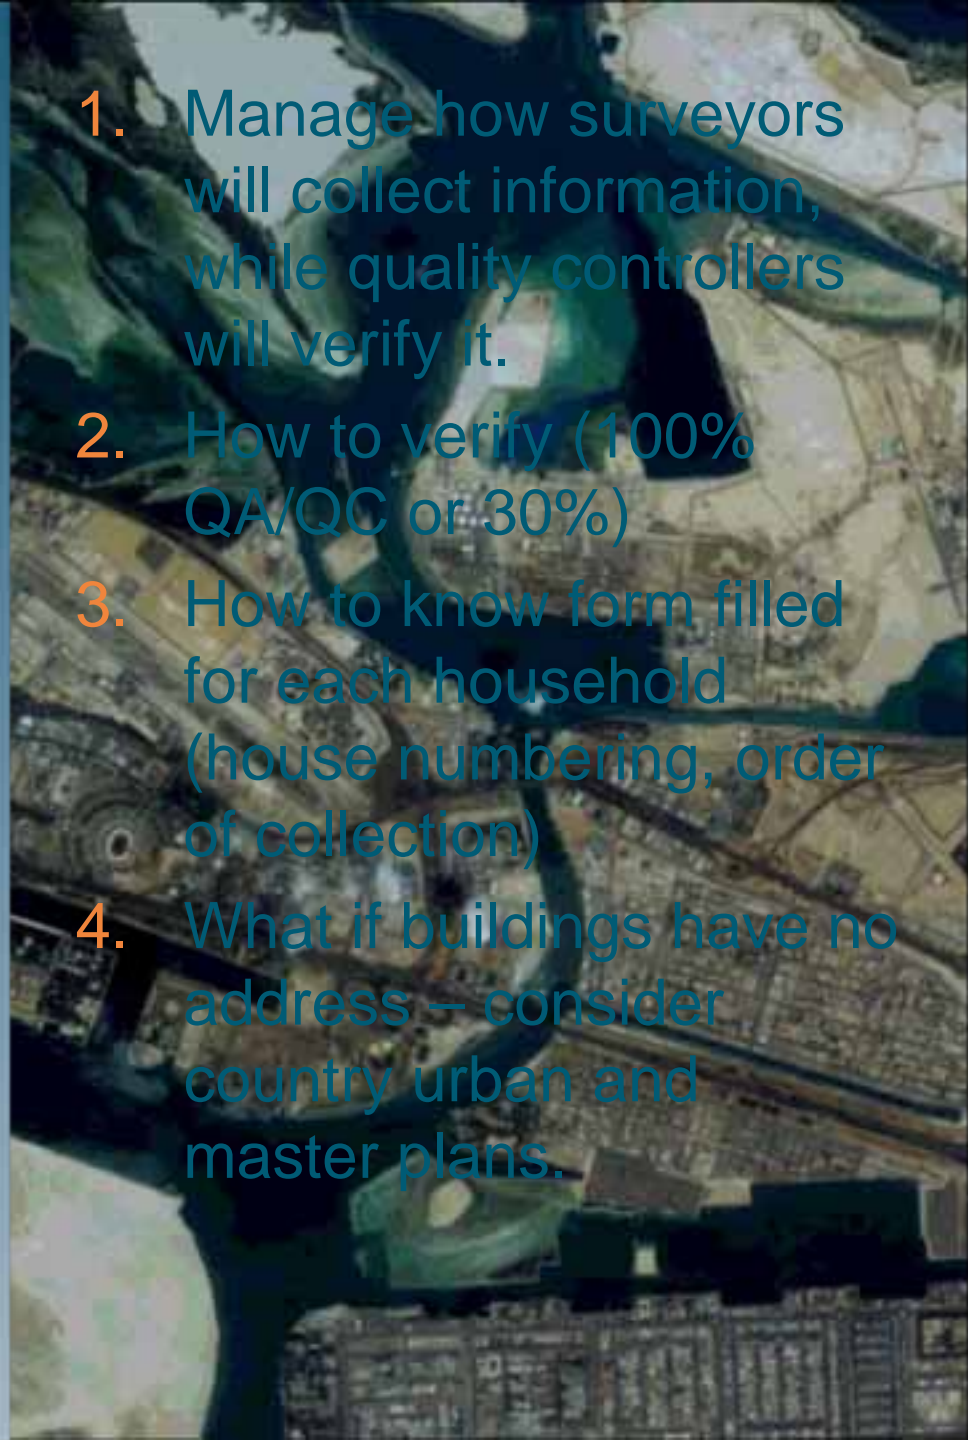 1. Manage how surveyors
will collect information,
while quality controllers
will verify it.
2. How to verify (100%
QA/QC or 30%)
3. How to know form filled
for each household
(house numbering, order
of collection)
4. What if buildings have no
address – consider
country urban and
master plans.